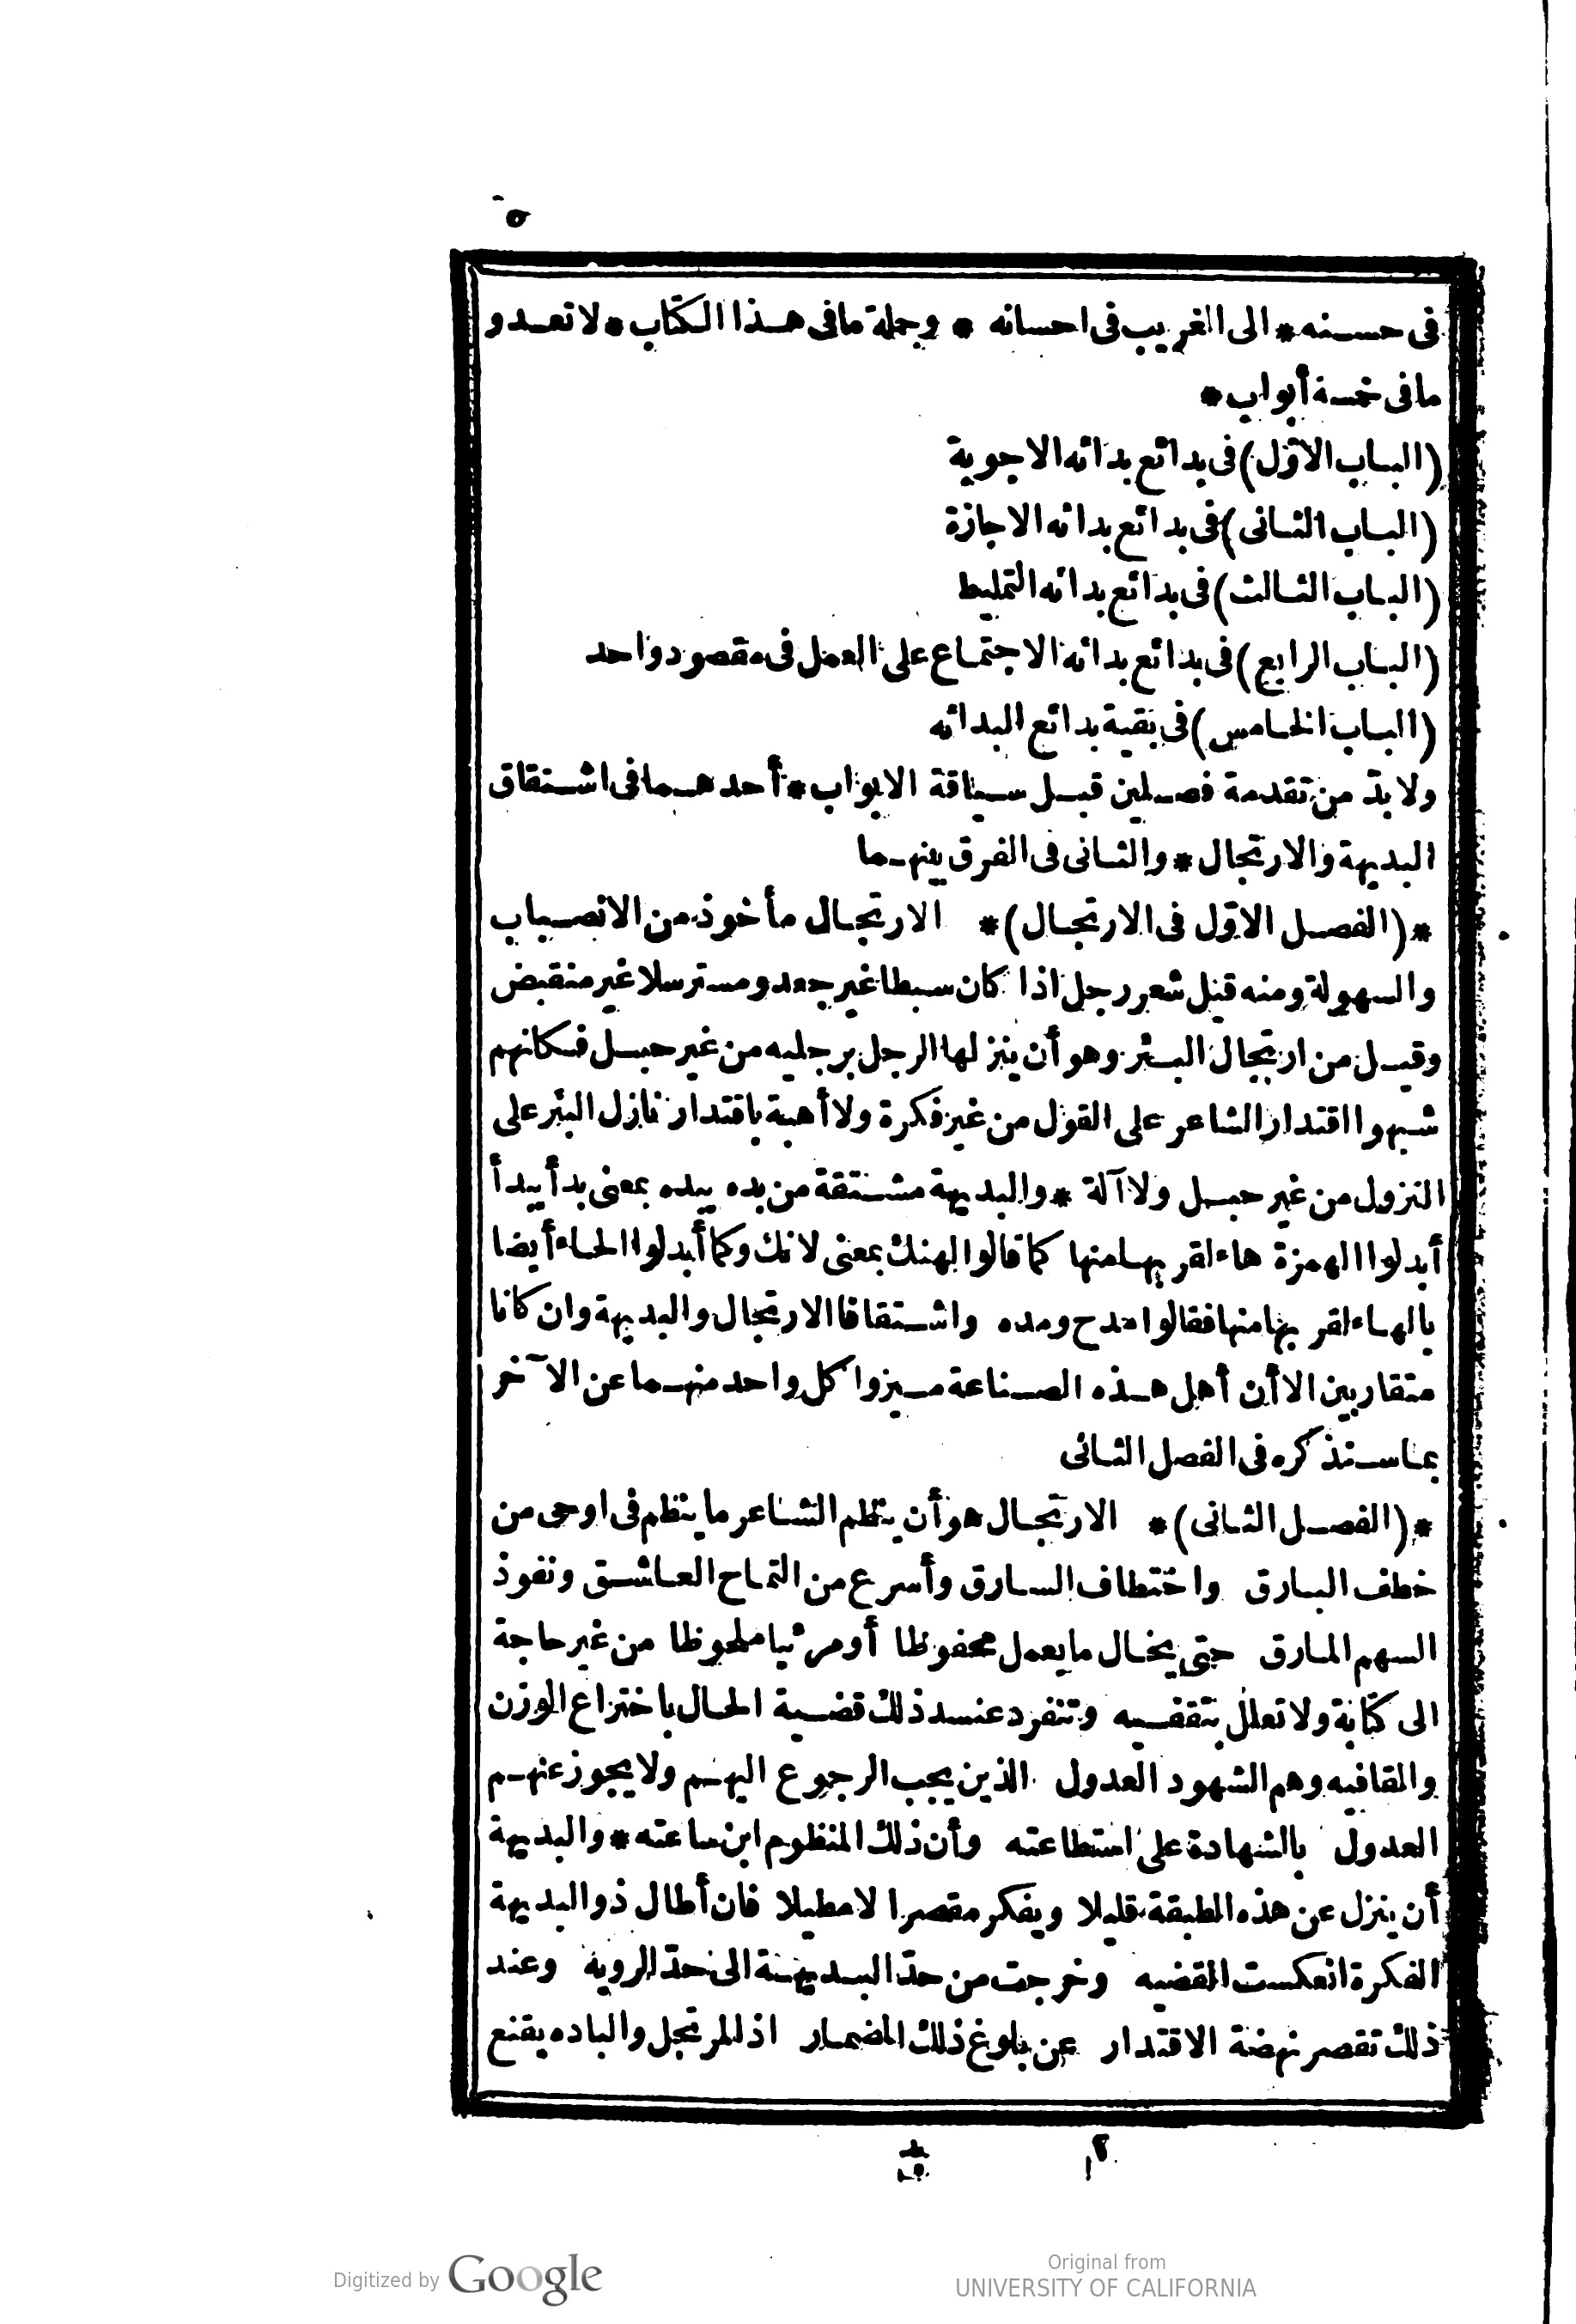 ٥
فى حسنه * الى الغريب فى احسانه * وجملة ما فى هذا الكتاب * لا تعدو
ما فى خمسة أبواب *
(الباب الاوّل) فى بدائع بدائه الاجوبة
(الباب الثانى) فى بدائع بدائه الاجازة
(الباب الثالث) فى بدائع بدائه التمليط
(الباب الرابع) فى بدائع بدائه الاجتماع على العمل فى مقصود واحد
(الباب الخامس) فى بقية بدائع البدائه
ولا بدّ من تقدمة فصلين قبل سياقة الابواب * أحدهما فى اشتقاق
البديهة والارتجال * والثانى فى الفرق بينهما
* (الفصل الاوّل فى الارتجال) * الارتجال مأخوذ من الانصباب
والسهولة ومنه قيل شعر رجل اذا كان سبطا غير جعد ومسترسلا غير منقبض
وقيل من ارتجال البئر وهو أن ينزلها الرجل برجليه من غير حبل فكانهم
شبهوا اقتدار الشاعر على القول من غير فكرة ولا أهبة باقتدار نازل البئر على
النزول من غير حبل ولا آلة * والبديهة مشتقة من بده يبده بمعنى بدأ يبدأ
أبدلوا الهمزة هاء لقربها منها كما قالوا لهنك بمعنى لانك وكما أبدلوا الحاء أيضا
بالهاء لقربها منها فقالوا مدح ومده واشتقاقا الارتجال والبديهة وان كانا
متقاربين الا أن أهل هذه الصناعة ميزوا كل واحد منهما عن الآخر
بما سنذكره فى الفصل الثانى
* (الفصل الثانى) * الارتجال هو أن ينظم الشاعر ما ينظم فى اوحى من
خطف البارق واختطاف السارق وأسرع من التماح العاشق ونفوذ
السهم المارق حتى يخال ما يعمل محفوظا أو مرئيا ملحوظا من غير حاجة
الى كتابة ولا تعلل بتقفيه وتنفرد عند ذلك قضية الحال باختراع الوزن
والقافيه وهم الشهود العدول الذين يجب الرجوع اليهم ولا يجوز عنهم
العدول بالشهادة على استطاعته وأن ذلك المنظوم ابن ساعته * والبديهة
أن ينزل عن هذه الطبقة قليلا ويفكر مقصرا لا مطيلا فان أطال ذو البديهة
الفكرة انعكست القضيه وخرجت من حدّ البديهة الى حدّ الروية وعند
ذلك تقصر نهضة الاقتدار عن بلوغ ذلك المضمار اذ المرتجل والباده يقنع
Digitized by Google
Original from
UNIVERSITY OF CALIFORNIA